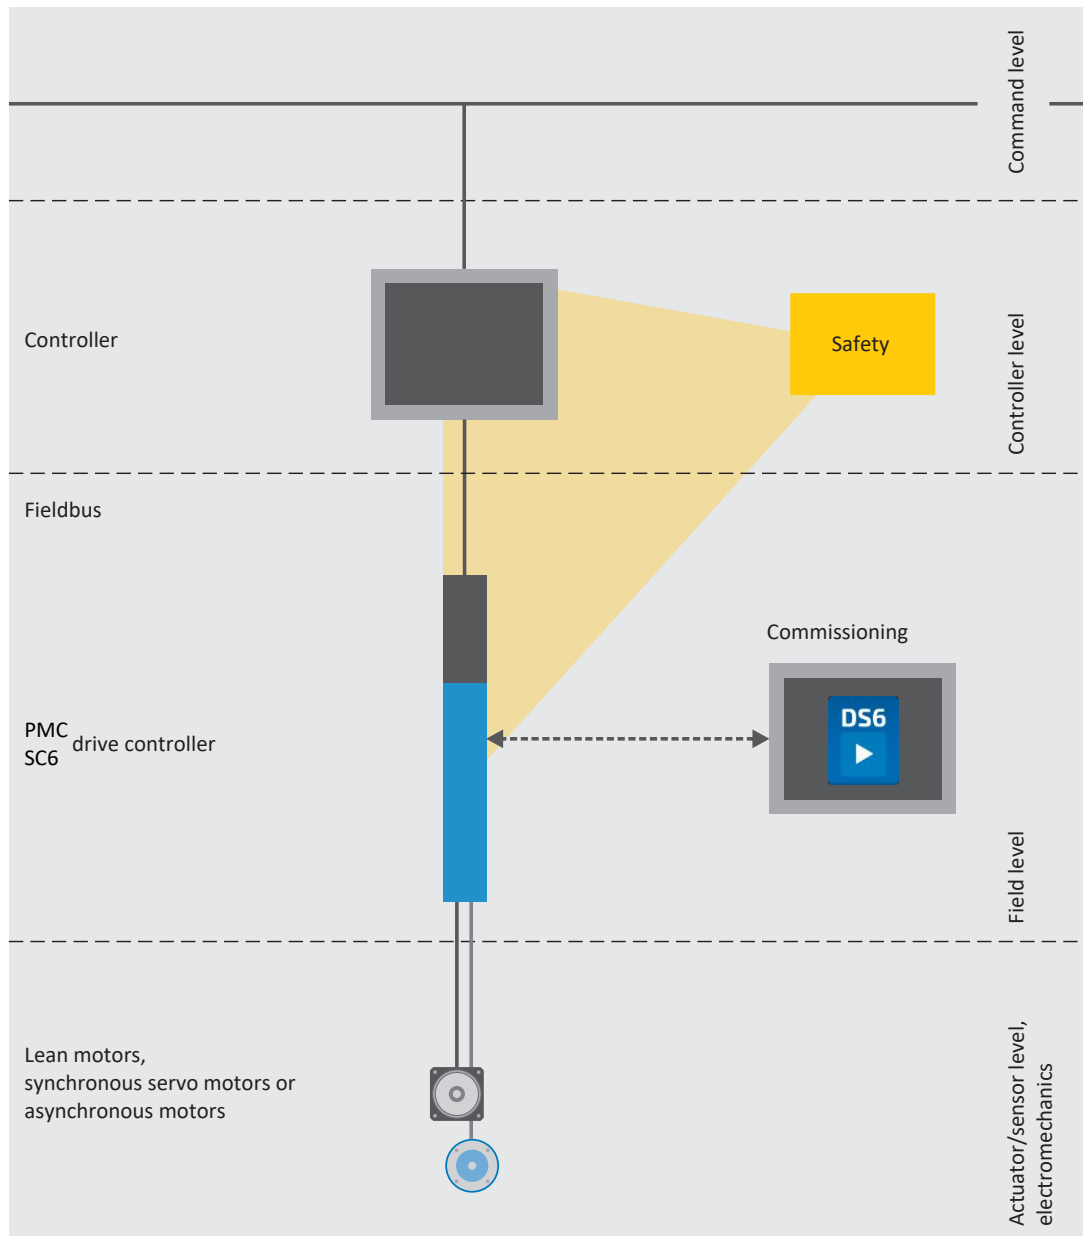 Command level
Controller
Safety
Controller level
Fieldbus
Commissioning
DS6
PMC
SC6
drive controller
Field level
Lean motors,
synchronous servo motors or
asynchronous motors
Actuator/sensor level,
electromechanics